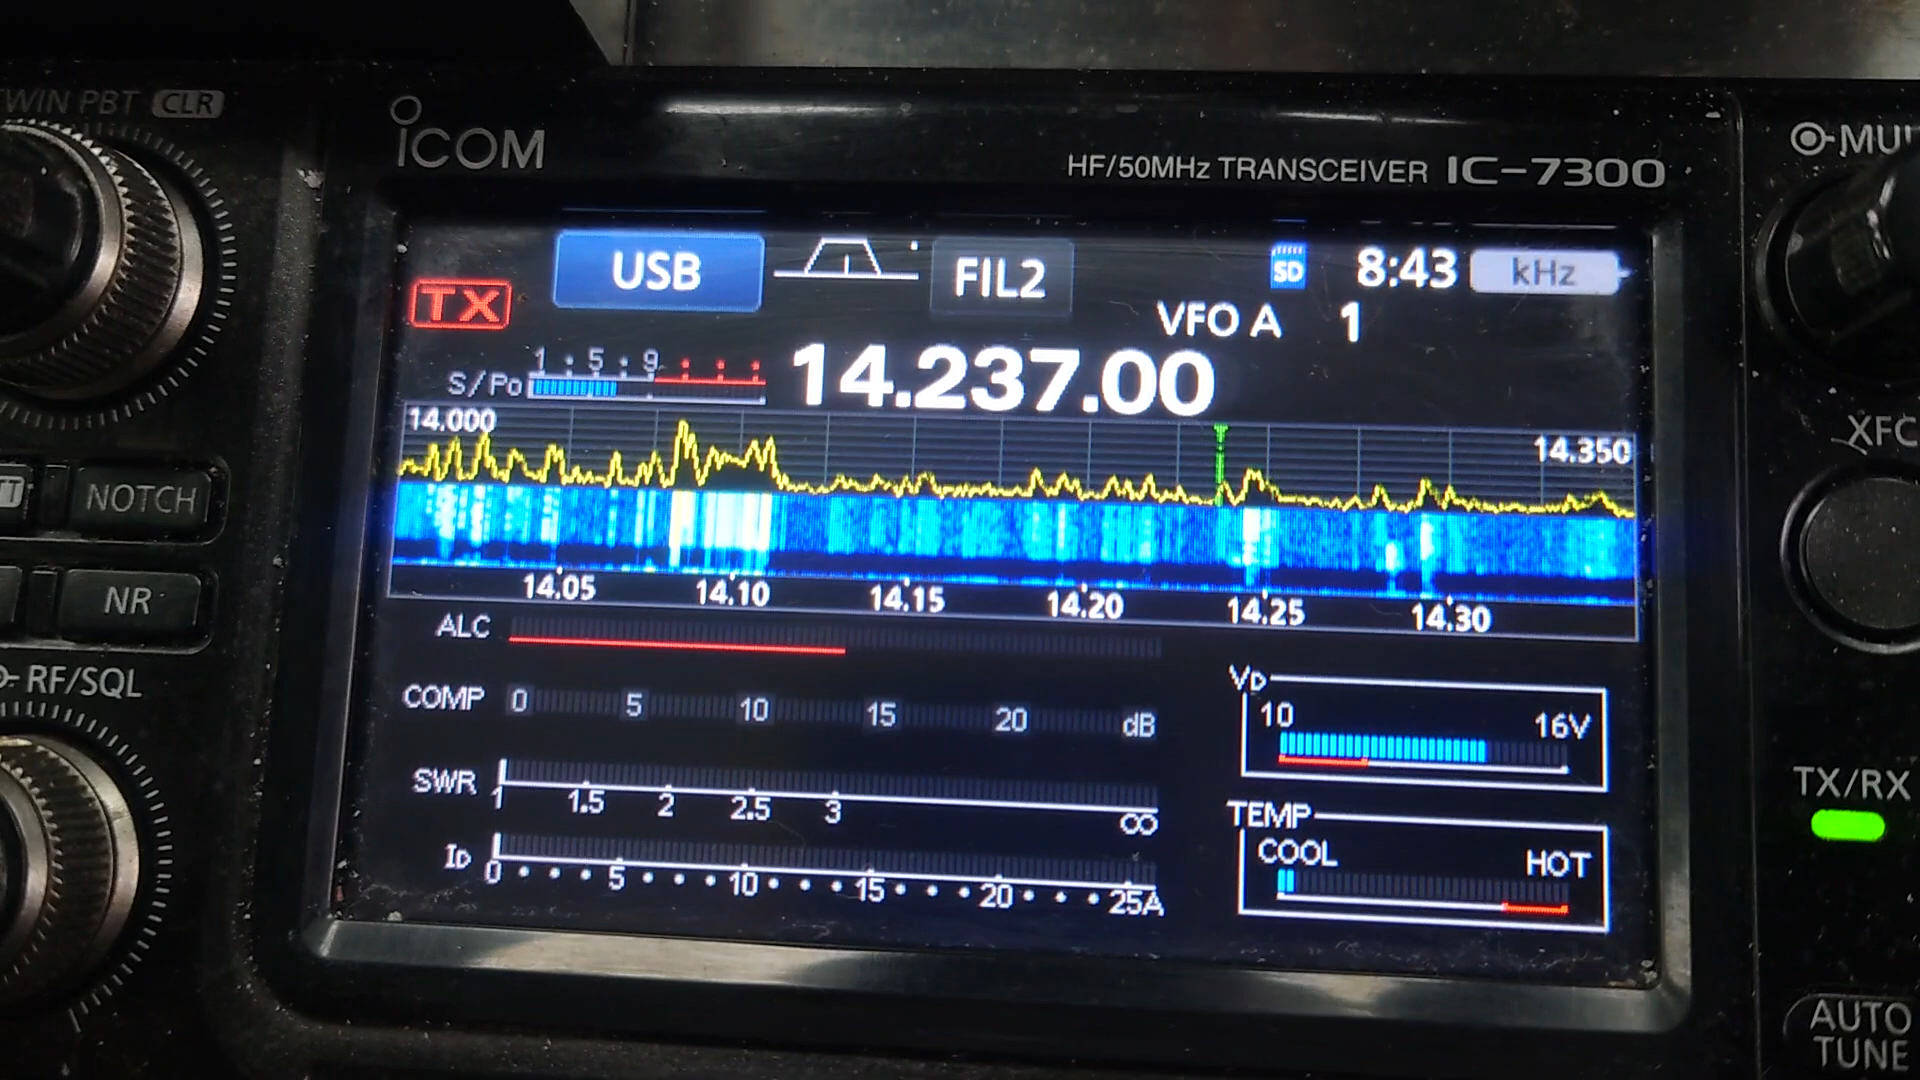 TWIN PBT CLR
ICOM
HF/50MHz TRANSCEIVER IC-7300
USB
FIL2
SD
8:43
kHz
TX
VFO A 1
1 5 9
S/Po
14.237.00
14.000
14.350
14.05 14.10 14.15 14.20 14.25 14.30
ALC
COMP 0 5 10 15 20 dB
SWR 1 1.5 2 2.5 3 ∞
ID 0 5 10 15 20 25A
VD
10 16V
TEMP
COOL HOT
NOTCH
NR
RF/SQL
XFC
TX/RX
AUTO
TUNE